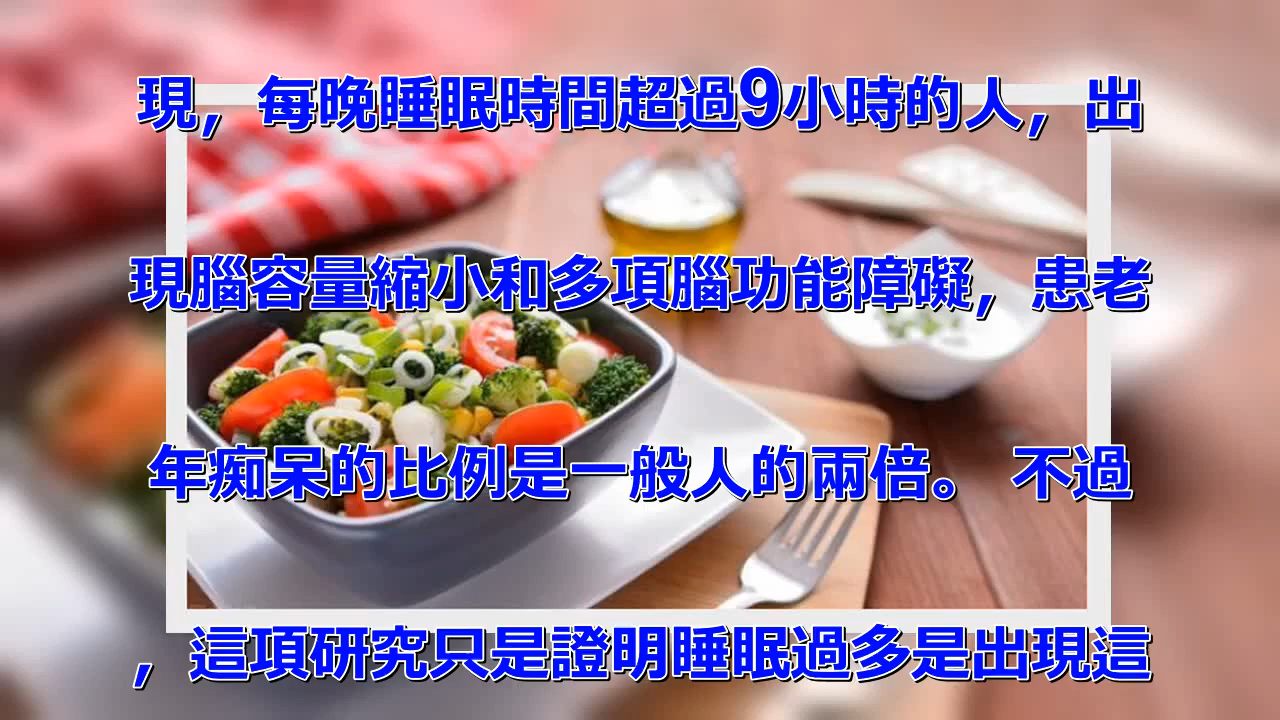 現，每晚睡眠時間超過9小時的人，出
現腦容量縮小和多項腦功能障礙，患老
年痴呆的比例是一般人的兩倍。 不過
，這項研究只是證明睡眠過多是出現這